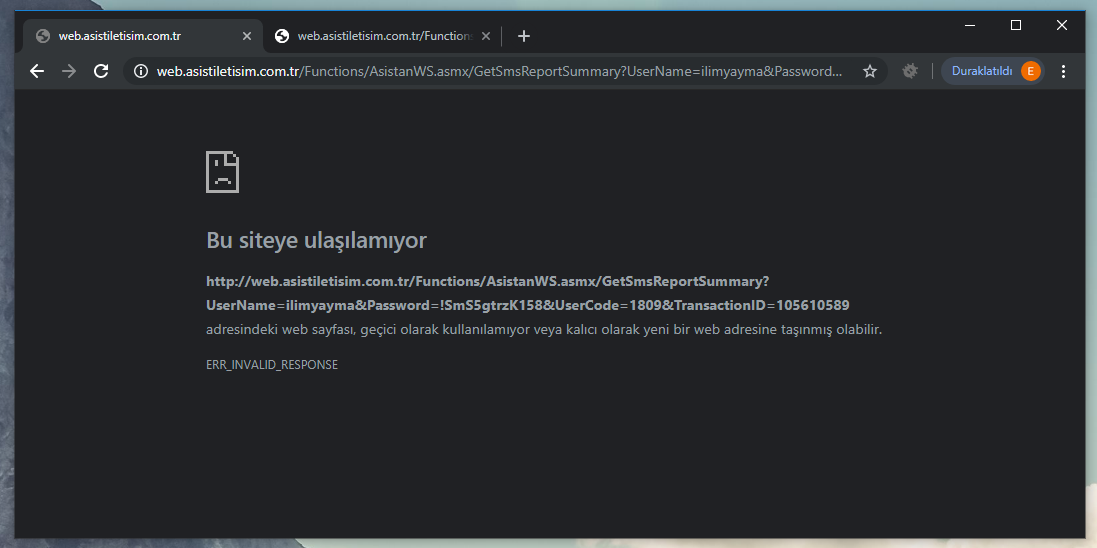 web.asistiletisim.com.tr
web.asistiletisim.com.tr/Function
web.asistiletisim.com.tr/Functions/AsistanWS.asmx/GetSmsReportSummary?UserName=ilimyayma&Password...
Duraklatıldı
E
Bu siteye ulaşılamıyor
http://web.asistiletisim.com.tr/Functions/AsistanWS.asmx/GetSmsReportSummary?
UserName=ilimyayma&Password=!SmS5gtrzK158&UserCode=1809&TransactionID=105610589
adresindeki web sayfası, geçici olarak kullanılamıyor veya kalıcı olarak yeni bir web adresine taşınmış olabilir.
ERR_INVALID_RESPONSE